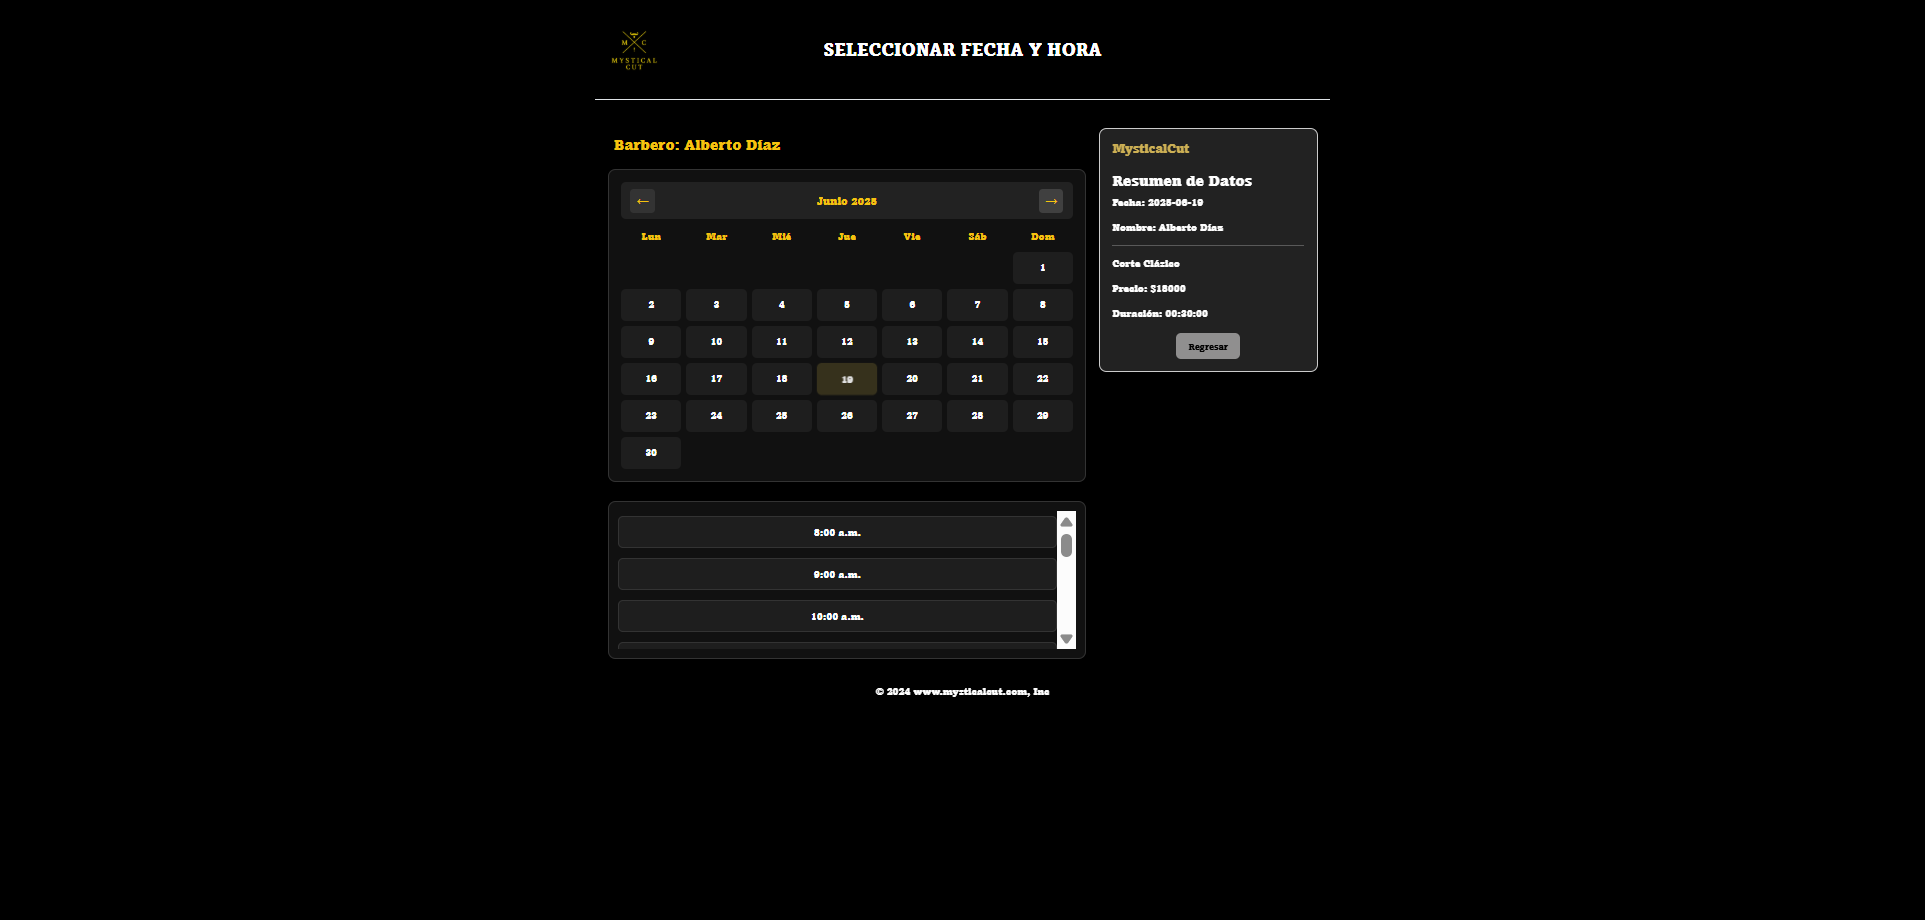 M C
MYSTICAL
CUT
SELECCIONAR FECHA Y HORA
Barbero: Alberto Díaz
← Junio 2025 →
Lun Mar Mié Jue Vie Sáb Dom
1
2 3 4 5 6 7 8
9 10 11 12 13 14 15
16 17 18 19 20 21 22
23 24 25 26 27 28 29
30
8:00 a.m.
9:00 a.m.
10:00 a.m.
MysticalCut
Resumen de Datos
Fecha: 2025-06-19
Nombre: Alberto Díaz
Corte Clázico
Precio: $18000
Duración: 00:30:00
Regresar
© 2024 www.myzticalcut.com, Inc